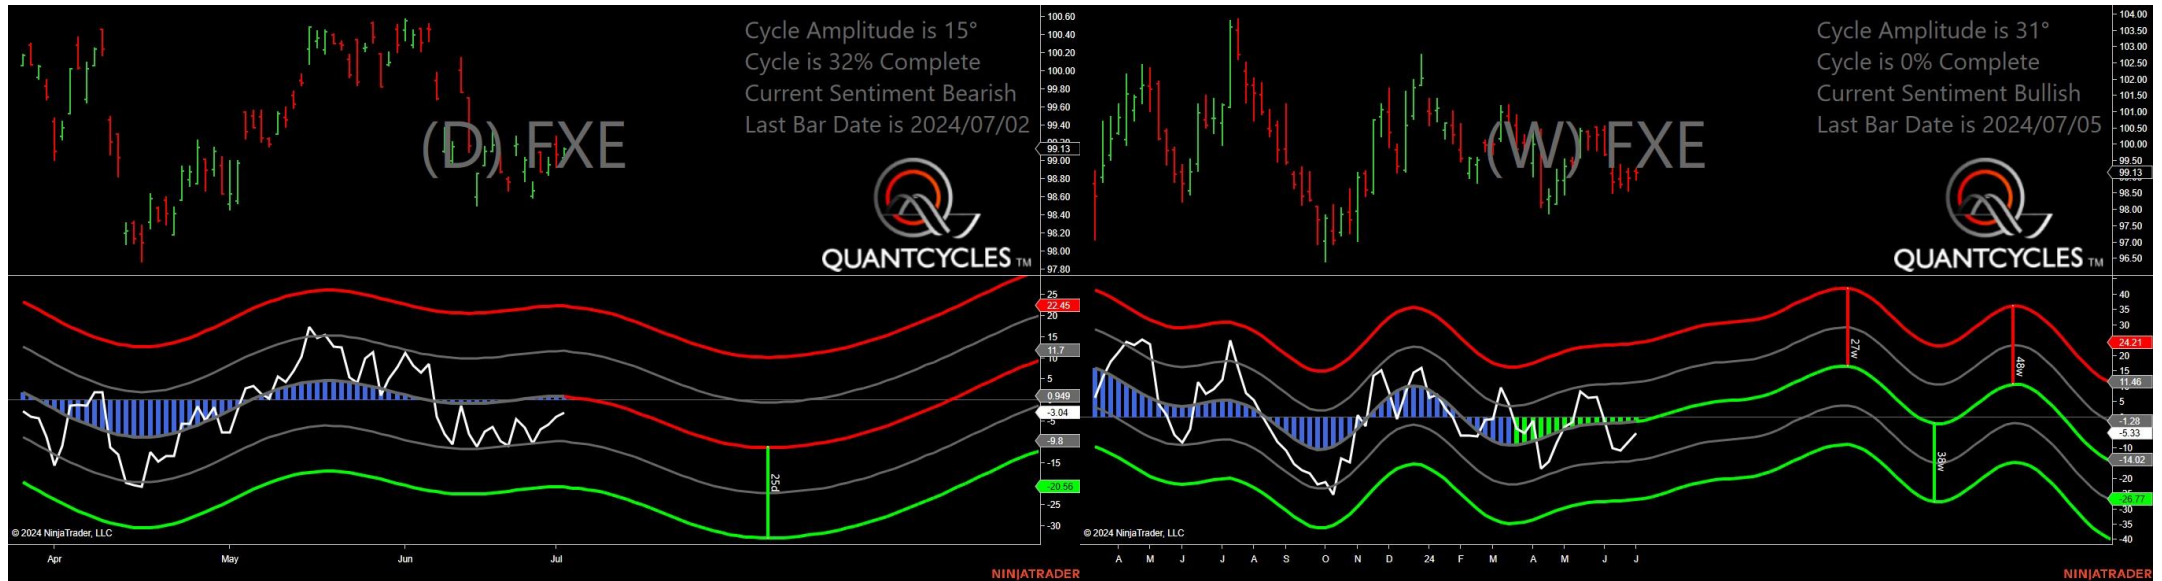 Cycle Amplitude is 15°
Cycle is 32% Complete
Current Sentiment Bearish
Last Bar Date is 2024/07/02
(D) FXE
QUANTCYCLES TM
100.60
100.40
100.20
100.00
99.80
99.60
99.40
99.13
99.00
98.80
98.60
98.40
98.20
98.00
97.80
25
22.45
20
15
11.7
10
5
0.949
-3.04
-5
-9.8
-15
-20.56
-25
-30
25d
© 2024 NinjaTrader, LLC
Apr May Jun Jul
NINJATRADER
Cycle Amplitude is 31°
Cycle is 0% Complete
Current Sentiment Bullish
Last Bar Date is 2024/07/05
(W) FXE
QUANTCYCLES TM
104.00
103.50
103.00
102.50
102.00
101.50
101.00
100.50
100.00
99.50
99.13
98.50
98.00
97.50
97.00
96.50
40
35
30
24.21
20
15
11.46
5
-1.28
-5.33
-10
-14.02
-20
-26.77
-30
-35
-40
27w
38w
48w
© 2024 NinjaTrader, LLC
A M J J A S O N D 24 F M A M J J
NINJATRADER